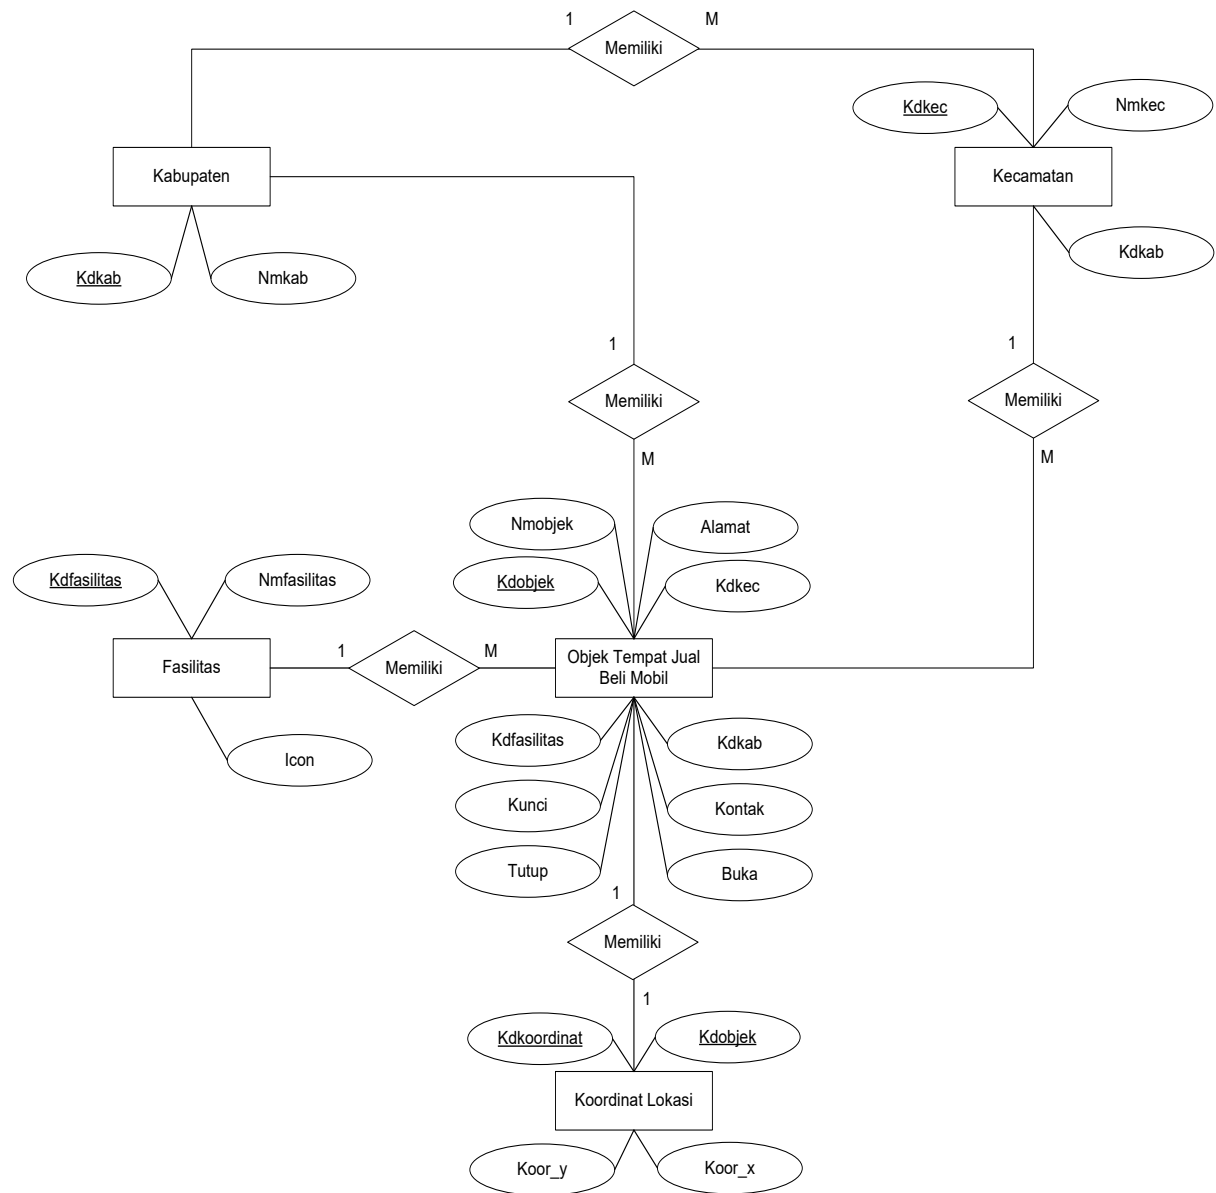 1
M
Memiliki
Kdkec
Nmkec
Kabupaten
Kecamatan
Kdkab
Nmkab
Kdkab
1
1
Memiliki
Memiliki
M
M
Nmobjek
Alamat
Kdfasilitas
Nmfasilitas
Kdobjek
Kdkec
Fasilitas
1
Memiliki
M
Objek Tempat Jual
Beli Mobil
Kdfasilitas
Kdkab
Icon
Kunci
Kontak
Tutup
Buka
1
Memiliki
1
Kdkoordinat
Kdobjek
Koordinat Lokasi
Koor_y
Koor_x